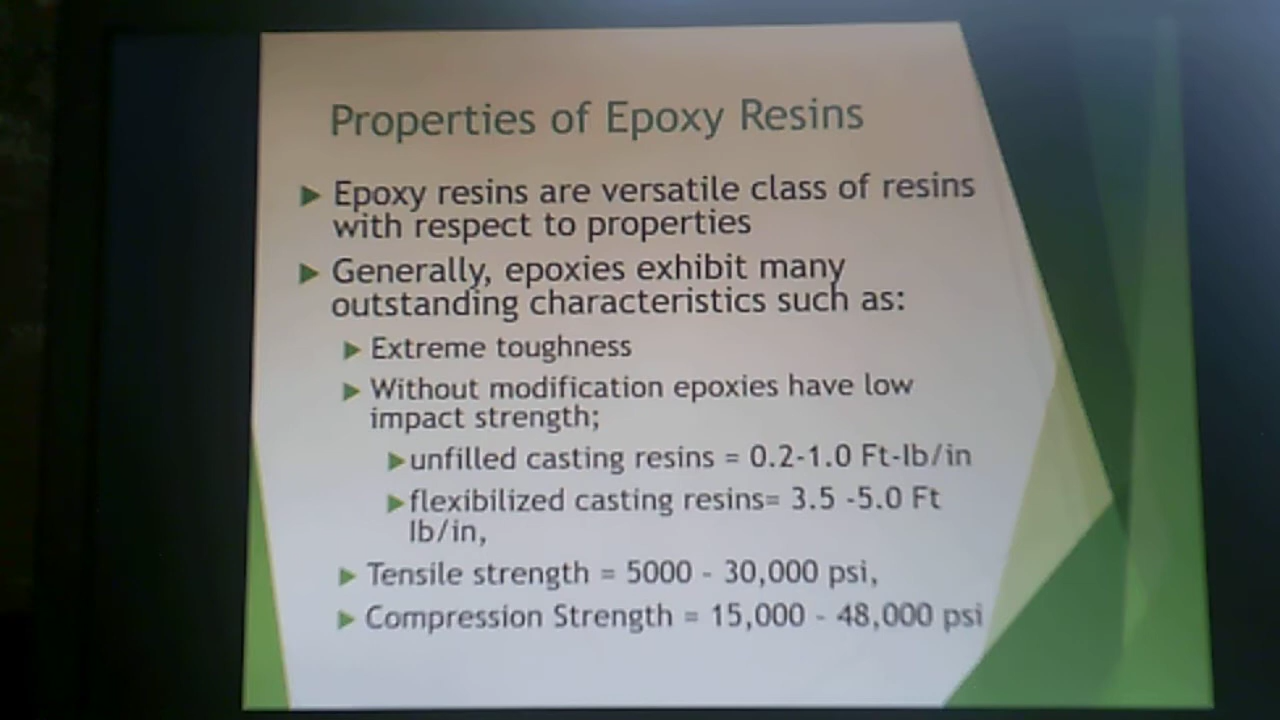 Properties of Epoxy Resins
Epoxy resins are versatile class of resins
with respect to properties
Generally, epoxies exhibit many
outstanding characteristics such as:
Extreme toughness
Without modification epoxies have low
impact strength;
unfilled casting resins = 0.2-1.0 Ft-lb/in
flexibilized casting resins= 3.5 -5.0 Ft
lb/in,
Tensile strength = 5000 - 30,000 psi,
Compression Strength = 15,000 - 48,000 psi